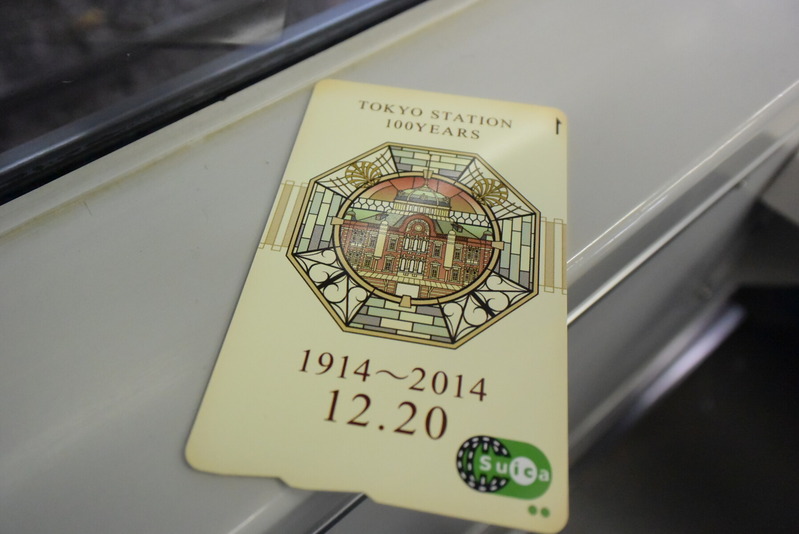 TOKYO STATION
100YEARS
1914〜2014
12.20
Suica